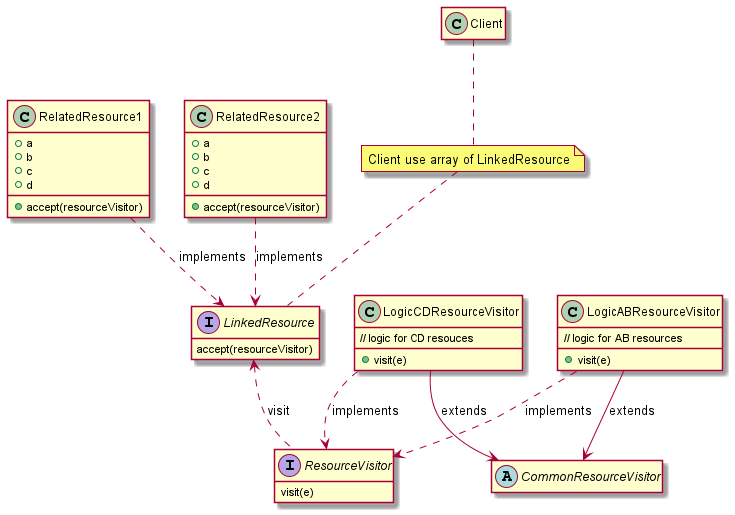 C Client
C RelatedResource1
a
b
c
d
accept(resourceVisitor)
C RelatedResource2
a
b
c
d
accept(resourceVisitor)
Client use array of LinkedResource
implements
implements
I LinkedResource
accept(resourceVisitor)
C LogicCDResourceVisitor
// logic for CD resouces
visit(e)
C LogicABResourceVisitor
// logic for AB resources
visit(e)
visit
implements
extends
implements
extends
I ResourceVisitor
visit(e)
A CommonResourceVisitor